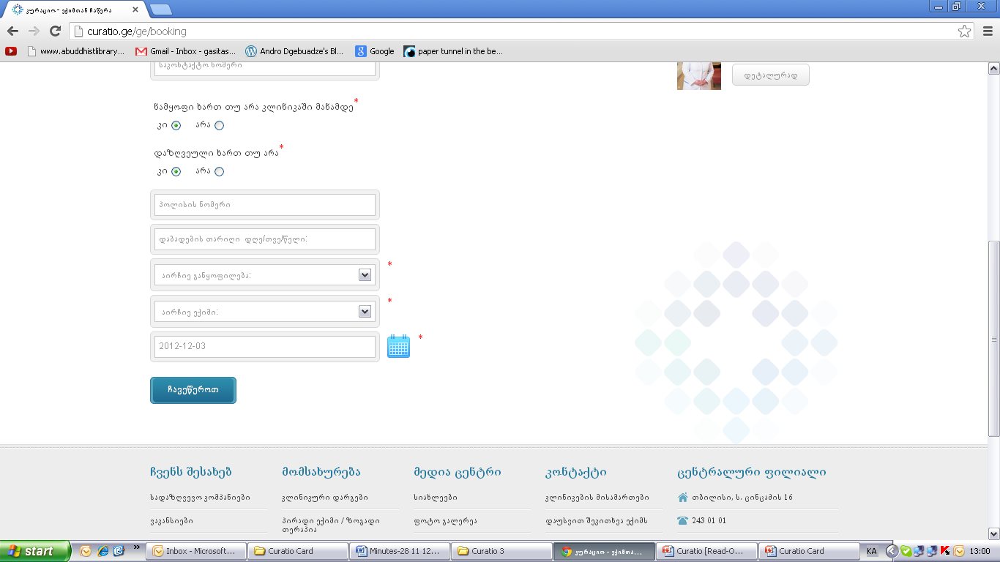 კურაციო - ექიმთან ჩაწერა
curatio.ge/ge/booking
www.abuddhistlibrary...
Gmail - Inbox - gasitas...
Andro Dgebuadze's Bl...
Google
paper tunnel in the be...
საკონტაქტო ნომერი
დეტალურად
ნამყოფი ხართ თუ არა კლინიკაში მანამდე*
კი არა
დაზღვეული ხართ თუ არა*
კი არა
პოლისის ნომერი
დაბადების თარიღი დღე/თვე/წელი:
აირჩიე განყოფილება: *
აირჩიე ექიმი: *
2012-12-03 *
ჩავეწეროთ
ჩვენს შესახებ
სადაზღვევო კომპანიები
ვაკანსიები
მომსახურება
კლინიკური დარგები
პირადი ექიმი / ზოგადი
თერაპია
მედია ცენტრი
სიახლეები
ფოტო გალერეა
კონტაქტი
კლინიკების მისამართები
დაუსვით შეკითხვა ექიმს
ცენტრალური ფილიალი
თბილისი, ს. ცინცაძის 16
243 01 01
start
Inbox - Microsoft...
Curatio Card
Minutes-28 11 12...
Curatio 3
კურაციო - ექიმთა...
Curatio [Read-O...
Curatio Card
KA
13:00